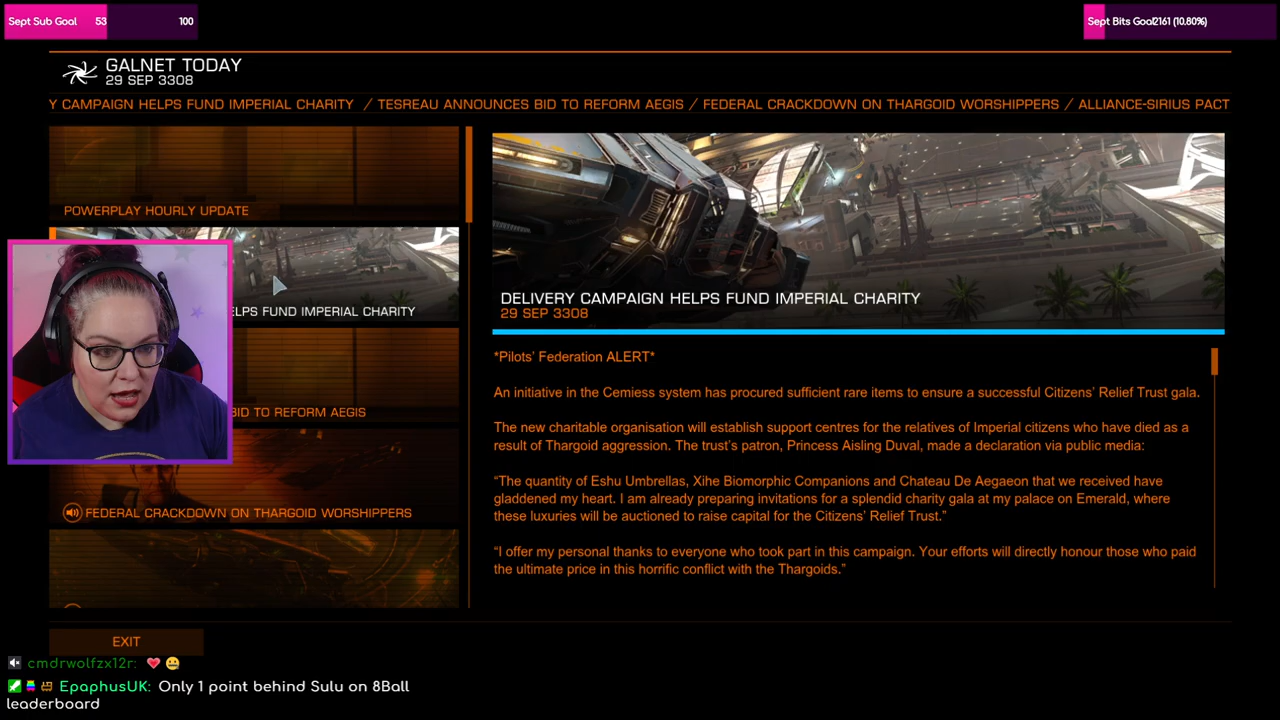 Sept Sub Goal 53 100
Sept Bits Goal2161 (10.80%)
GALNET TODAY
29 SEP 3308
Y CAMPAIGN HELPS FUND IMPERIAL CHARITY / TESREAU ANNOUNCES BID TO REFORM AEGIS / FEDERAL CRACKDOWN ON THARGOID WORSHIPPERS / ALLIANCE-SIRIUS PACT
POWERPLAY HOURLY UPDATE
ELPS FUND IMPERIAL CHARITY
BID TO REFORM AEGIS
FEDERAL CRACKDOWN ON THARGOID WORSHIPPERS
DELIVERY CAMPAIGN HELPS FUND IMPERIAL CHARITY
29 SEP 3308
*Pilots' Federation ALERT*
An initiative in the Cemiess system has procured sufficient rare items to ensure a successful Citizens' Relief Trust gala.
The new charitable organisation will establish support centres for the relatives of Imperial citizens who have died as a
result of Thargoid aggression. The trust's patron, Princess Aisling Duval, made a declaration via public media:
“The quantity of Eshu Umbrellas, Xihe Biomorphic Companions and Chateau De Aegaeon that we received have
gladdened my heart. I am already preparing invitations for a splendid charity gala at my palace on Emerald, where
these luxuries will be auctioned to raise capital for the Citizens' Relief Trust.”
“I offer my personal thanks to everyone who took part in this campaign. Your efforts will directly honour those who paid
the ultimate price in this horrific conflict with the Thargoids.”
EXIT
cmdrwolfzx12r: ❤️ 🤐
EpaphusUK: Only 1 point behind Sulu on 8Ball
leaderboard